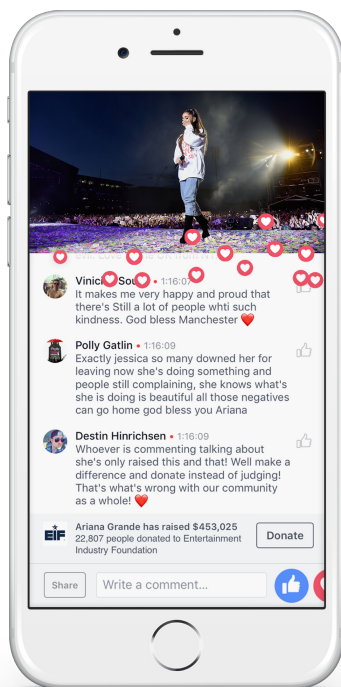 Vinic • 1:16:07
It makes me very happy and proud that
there's Still a lot of people whti such
kindness. God bless Manchester ❤️
Polly Gatlin • 1:16:09
Exactly jessica so many downed her for
leaving now she's doing something and
people still complaining, she knows what's
she is doing is beautiful all those negatives
can go home god bless you Ariana
Destin Hinrichsen • 1:16:09
Whoever is commenting talking about
she's only raised this and that! Well make a
difference and donate instead of judging!
That's what's wrong with our community
as a whole! ❤️
EIF
Ariana Grande has raised $453,025
22,807 people donated to Entertainment
Industry Foundation
Donate
Share
Write a comment...